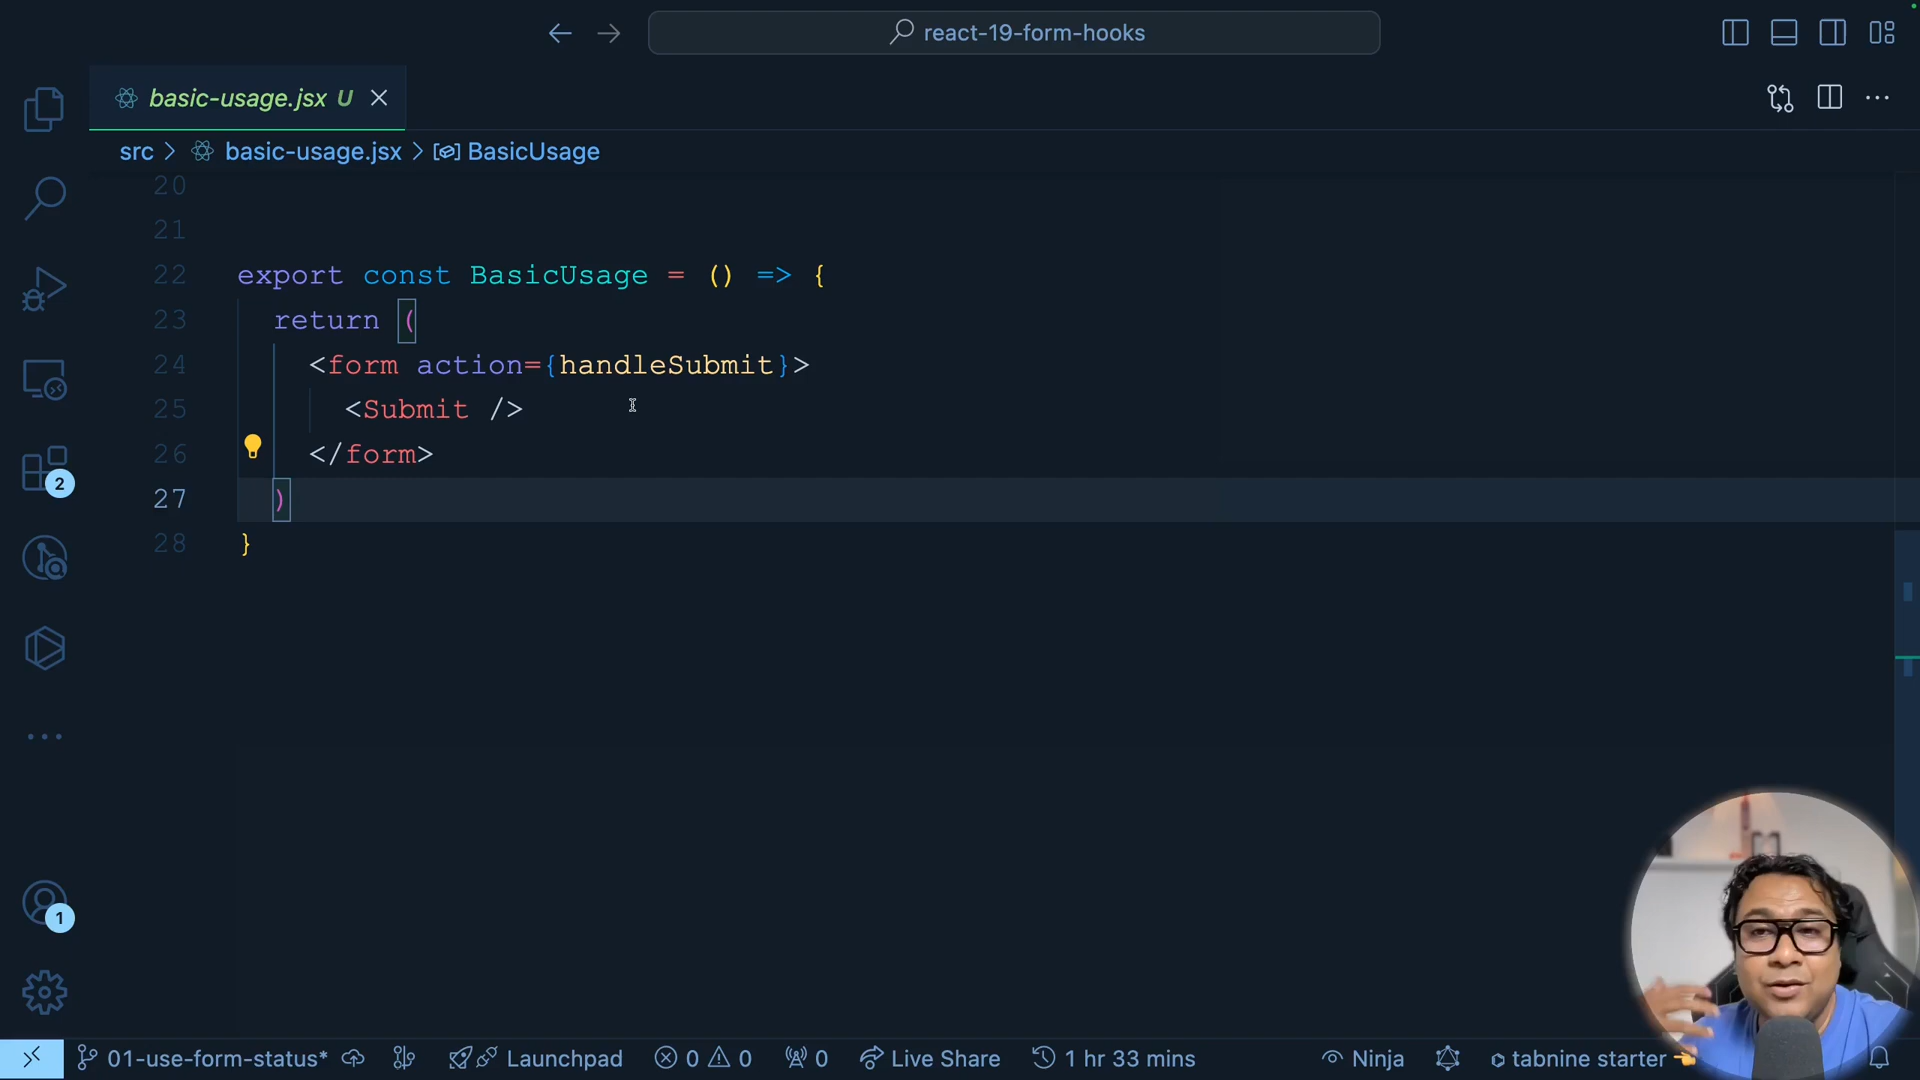 react-19-form-hooks
basic-usage.jsx U
src > basic-usage.jsx > BasicUsage
20
21
22 export const BasicUsage = () => {
23 return (
24 <form action={handleSubmit}>
25 <Submit />
26 </form>
27 )
28 }
2
1
01-use-form-status* Launchpad 0 0 0 Live Share 1 hr 33 mins Ninja tabnine starter